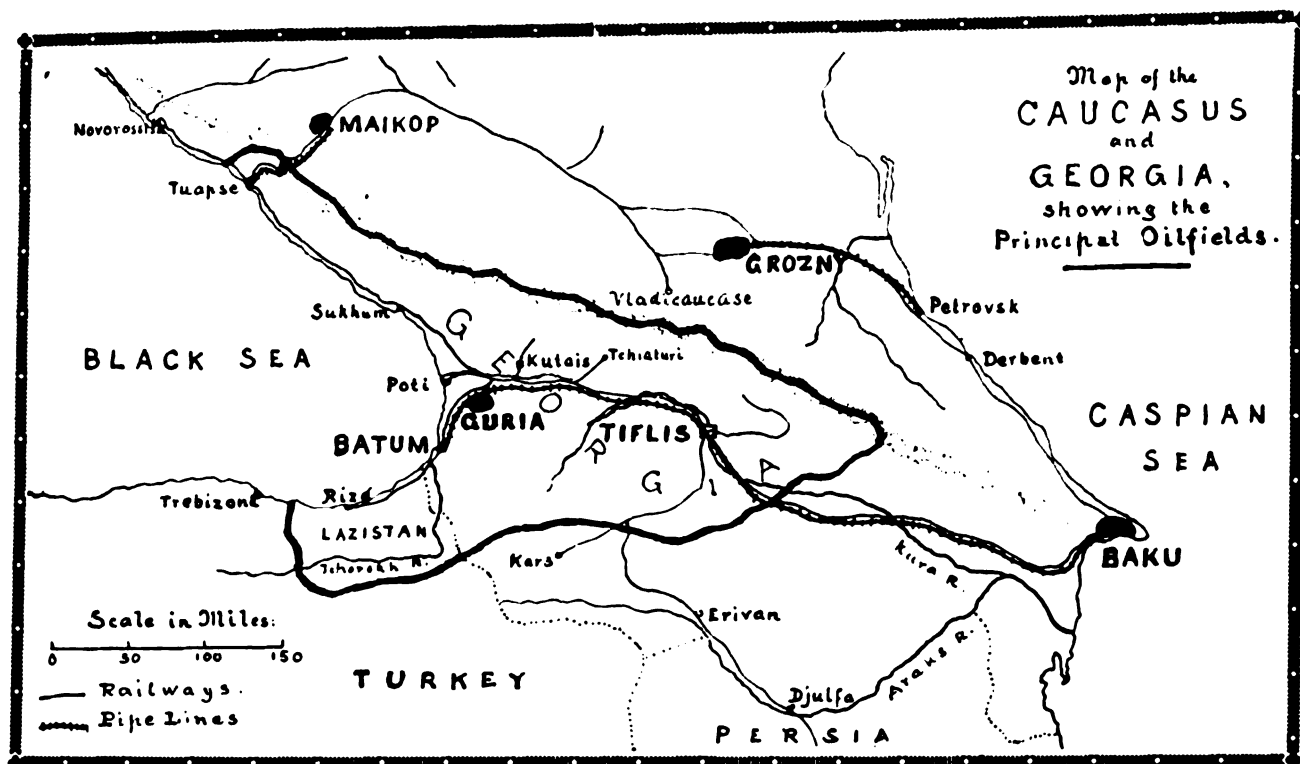 Map of the
CAUCASUS
and
GEORGIA,
showing the
Principal Oilfields.
Novorossisk
MAIKOP
Tuapse
GROZN
Vladicaucase
Petrovsk
Sukhum
Derbent
BLACK SEA
GEORGIA
Kutais
Tchiaturi
Poti
GURIA
BATUM
TIFLIS
CASPIAN
SEA
Trebizond
Rize
LAZISTAN
Tchorokh R.
Kars
Kura R.
BAKU
Erivan
Araks R.
Djulfa
TURKEY
PERSIA
Scale in Miles:
0 50 100 150
Railways.
Pipe Lines